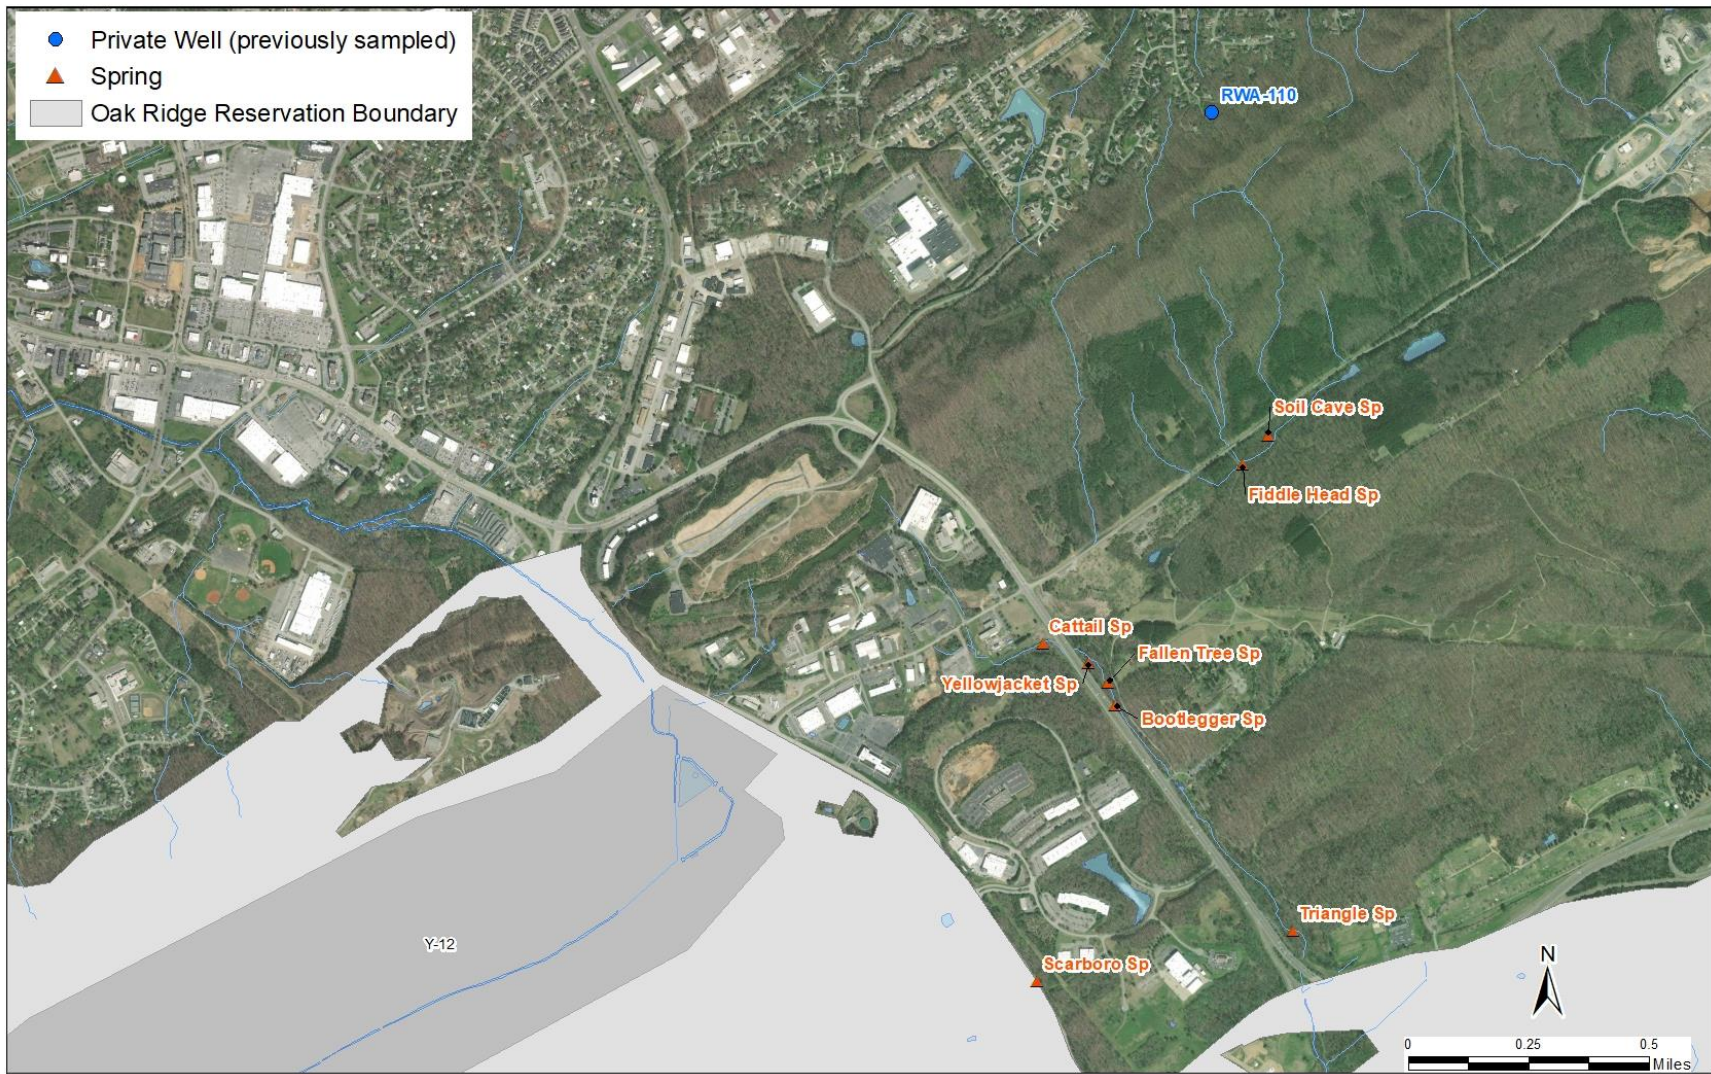 Private Well (previously sampled)
Spring
Oak Ridge Reservation Boundary
RWA-110
Soil Cave Sp
Fiddle Head Sp
Cattail Sp
Fallen Tree Sp
Yellowjacket Sp
Bootlegger Sp
Triangle Sp
Y-12
Scarboro Sp
N
0 0.25 0.5
Miles